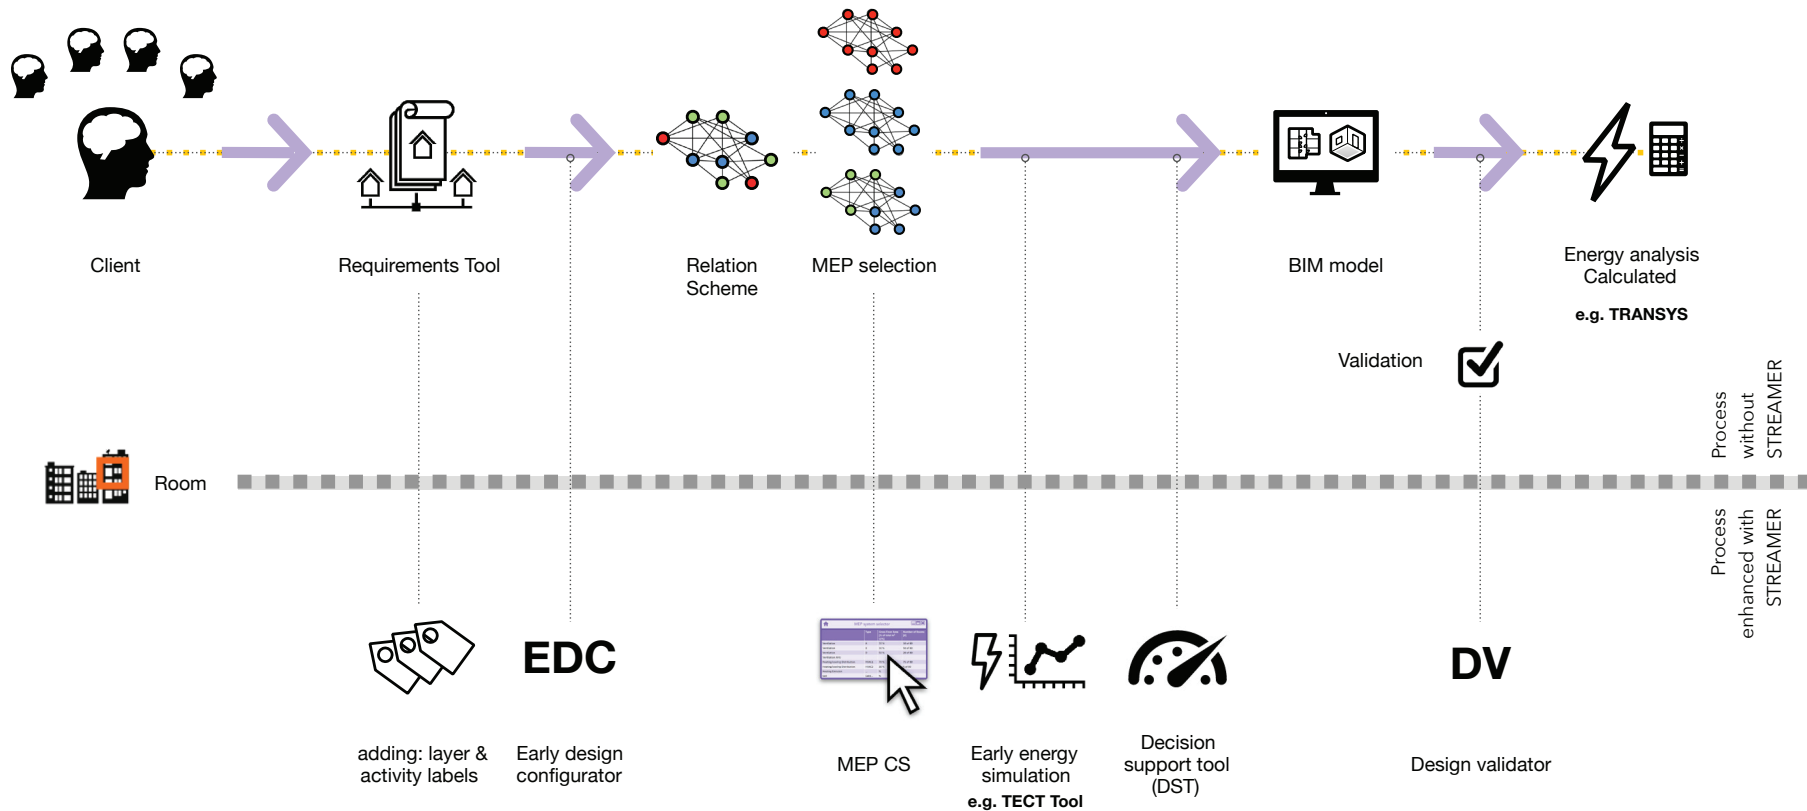 Client
Requirements Tool
Relation
Scheme
MEP selection
BIM model
Energy analysis
Calculated
e.g. TRANSYS
Validation
Process
without
STREAMER
Room
Process
enhanced with
STREAMER
EDC
DV
adding: layer &
activity labels
Early design
configurator
MEP CS
Early energy
simulation
e.g. TECT Tool
Decision
support tool
(DST)
Design validator